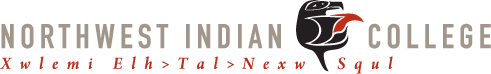 NORTHWEST INDIAN COLLEGE
Xwlemi Elh>Tal>Nexw Squl